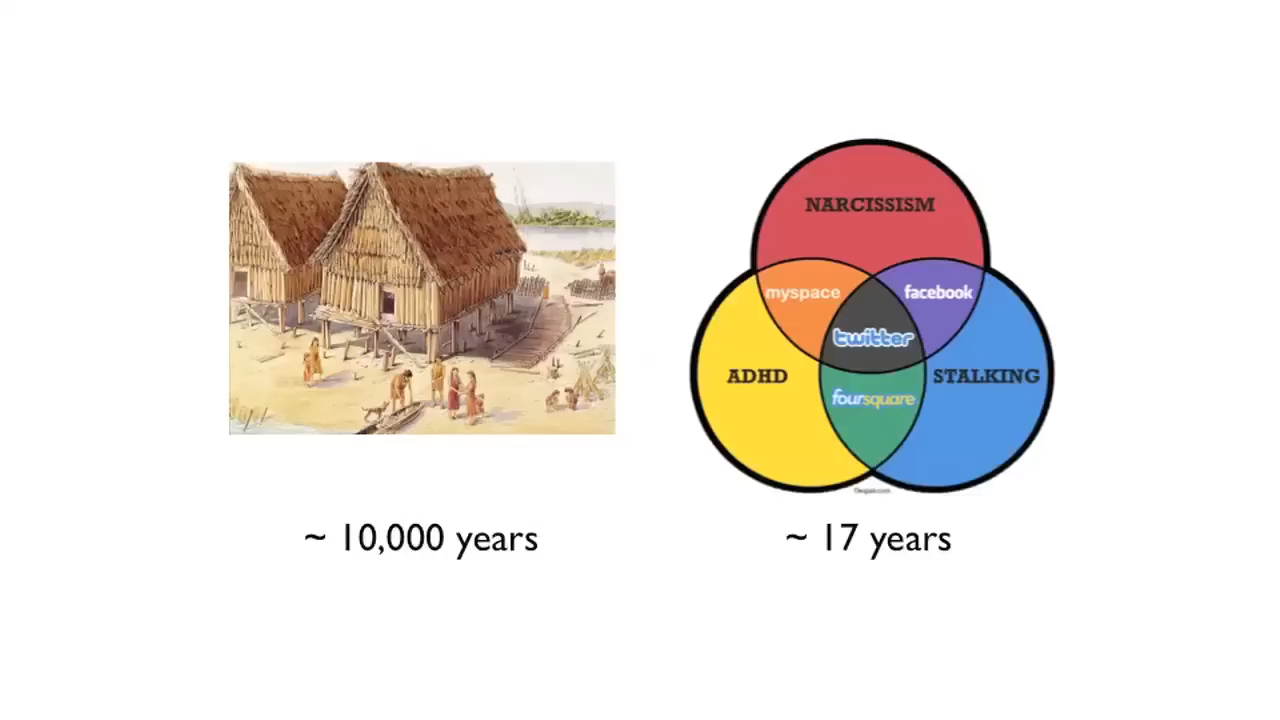 NARCISSISM
myspace
facebook
twitter
ADHD
STALKING
foursquare
~ 10,000 years
~ 17 years